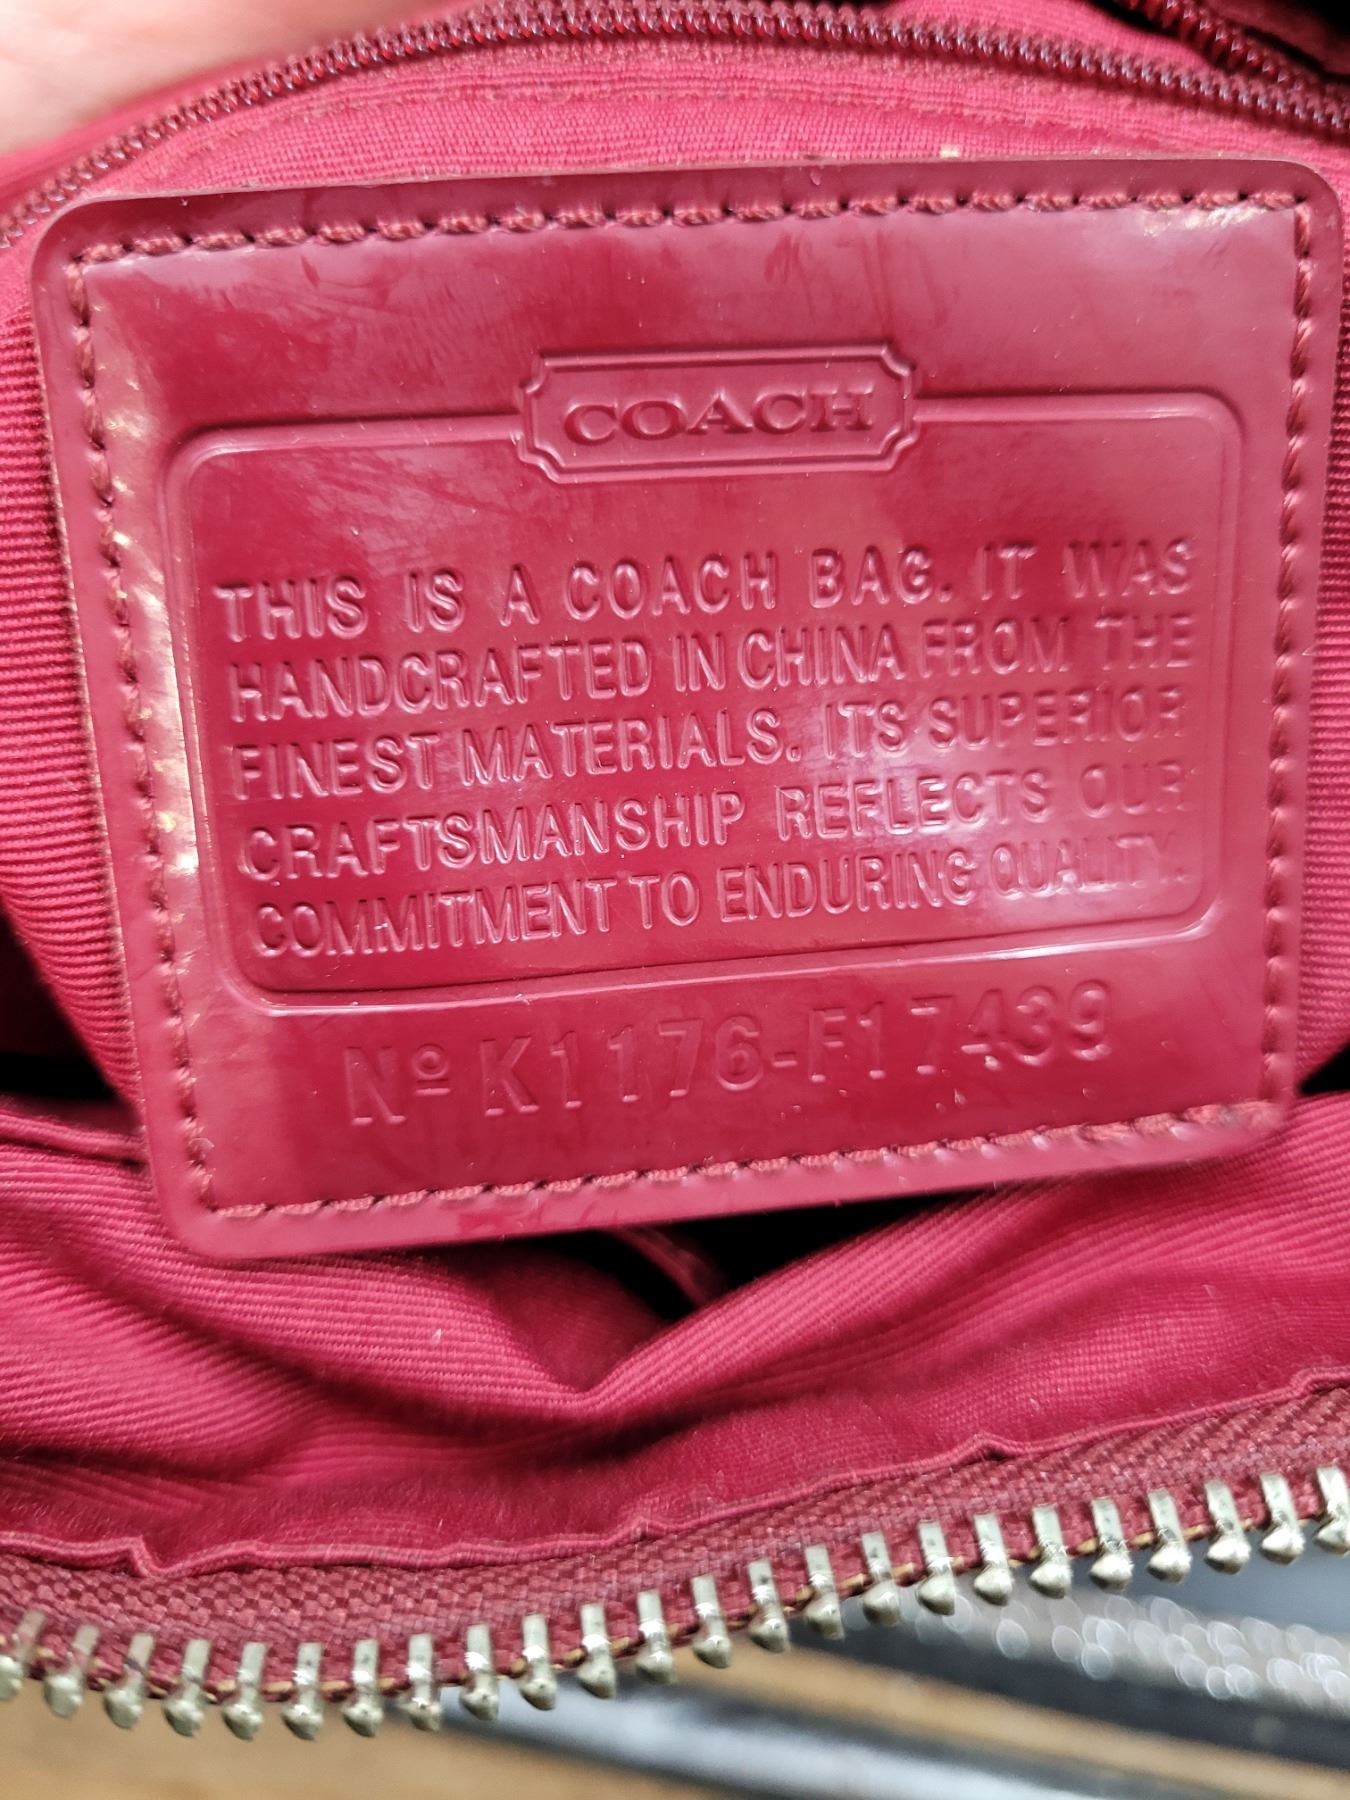 COACH
THIS IS A COACH BAG. IT WAS
HANDCRAFTED IN CHINA FROM THE
FINEST MATERIALS. ITS SUPERIOR
CRAFTSMANSHIP REFLECTS OUR
COMMITMENT TO ENDURING QUALITY.
Nº K1176-F17439